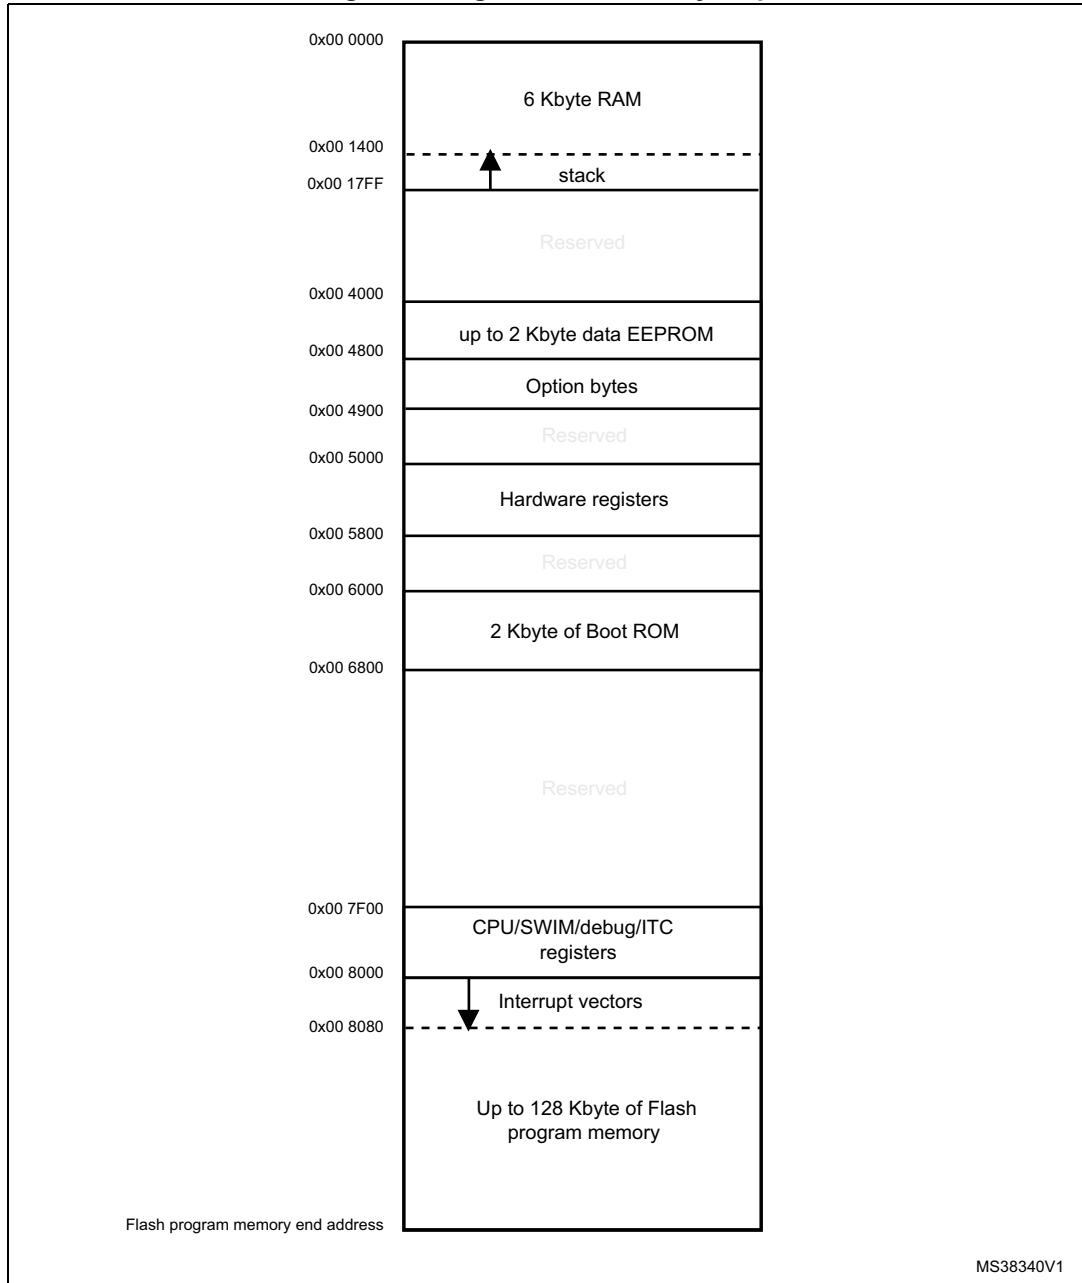 0x00 0000
6 Kbyte RAM
0x00 1400
stack
0x00 17FF
Reserved
0x00 4000
up to 2 Kbyte data EEPROM
0x00 4800
Option bytes
0x00 4900
Reserved
0x00 5000
Hardware registers
0x00 5800
Reserved
0x00 6000
2 Kbyte of Boot ROM
0x00 6800
Reserved
0x00 7F00
CPU/SWIM/debug/ITC
registers
0x00 8000
Interrupt vectors
0x00 8080
Up to 128 Kbyte of Flash
program memory
Flash program memory end address
MS38340V1